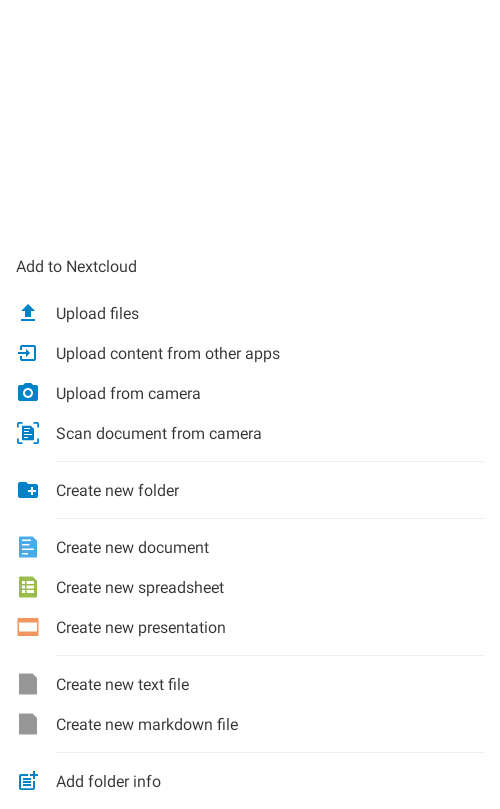 Add to Nextcloud
Upload files
Upload content from other apps
Upload from camera
Scan document from camera
Create new folder
Create new document
Create new spreadsheet
Create new presentation
Create new text file
Create new markdown file
Add folder info